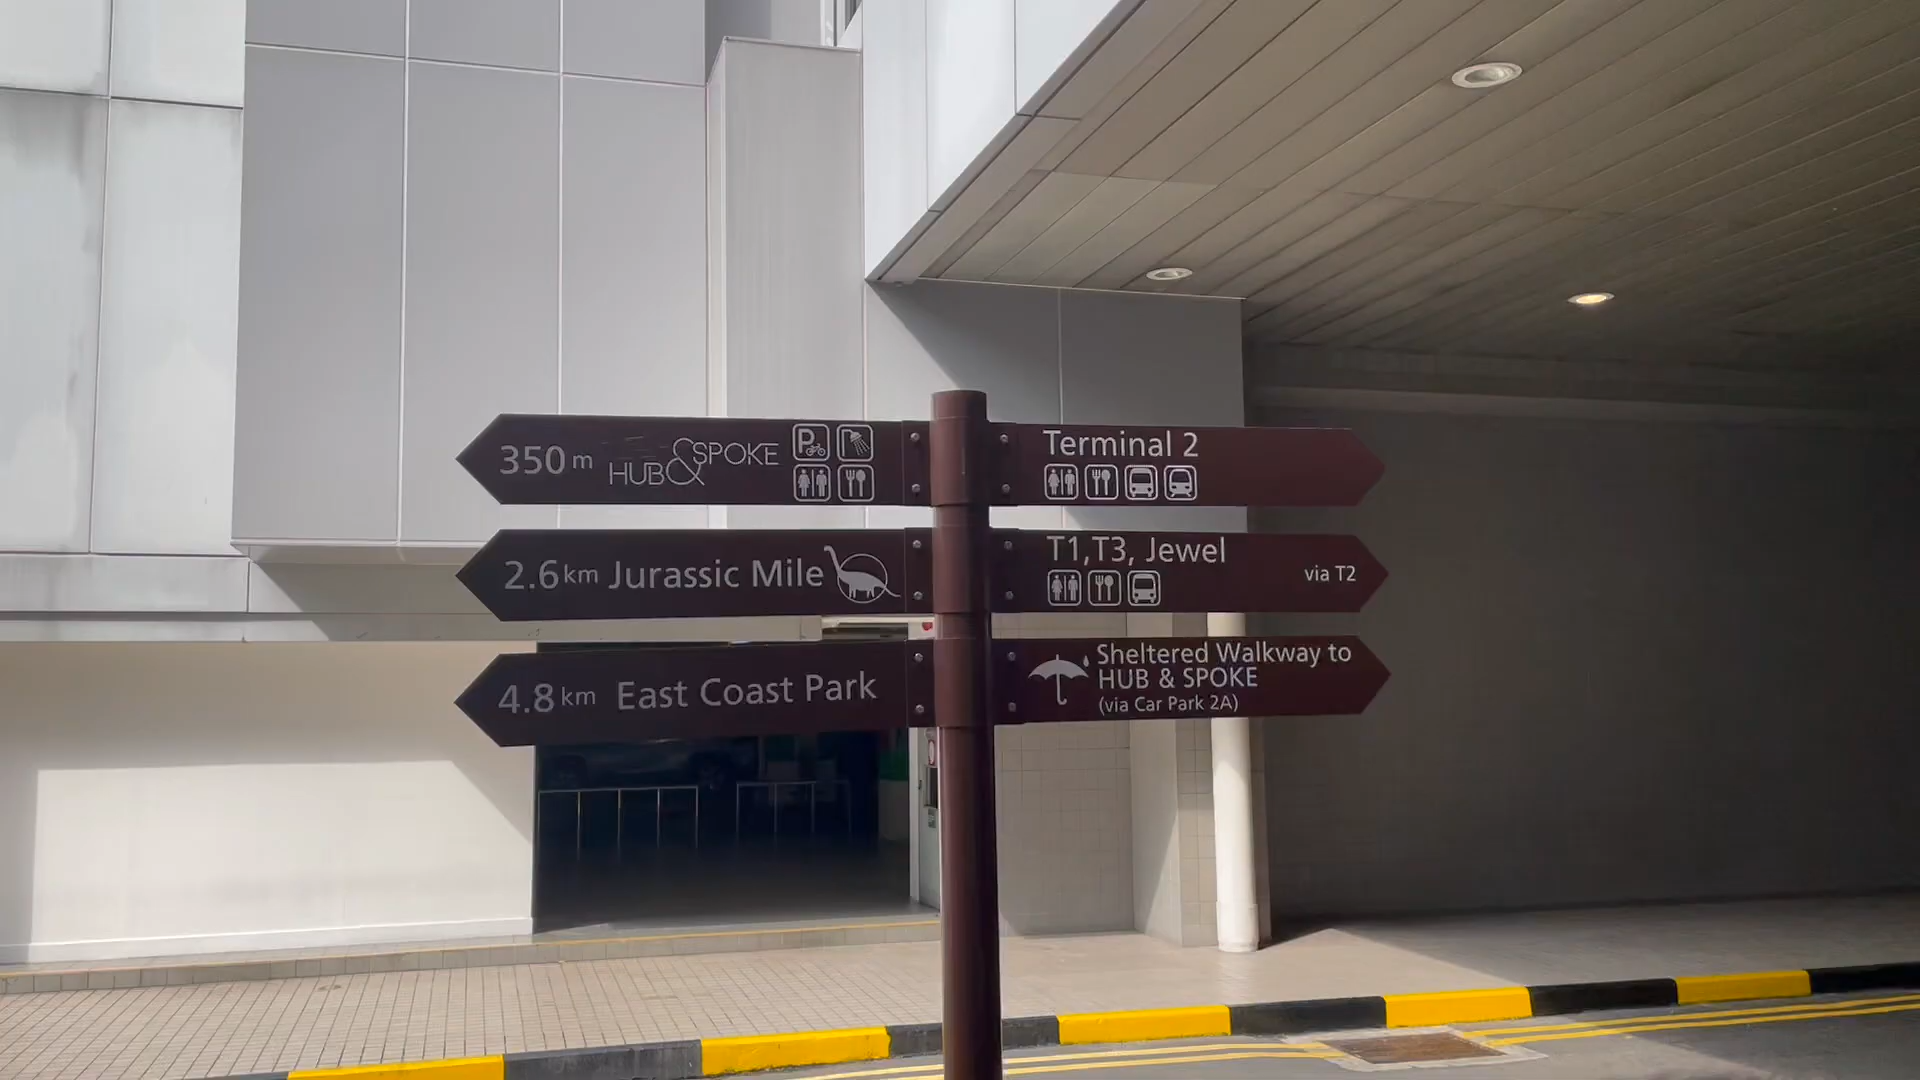 350 m HUB & SPOKE P
2.6 km Jurassic Mile
4.8 km East Coast Park
Terminal 2
T1,T3, Jewel
via T2
Sheltered Walkway to
HUB & SPOKE
(via Car Park 2A)